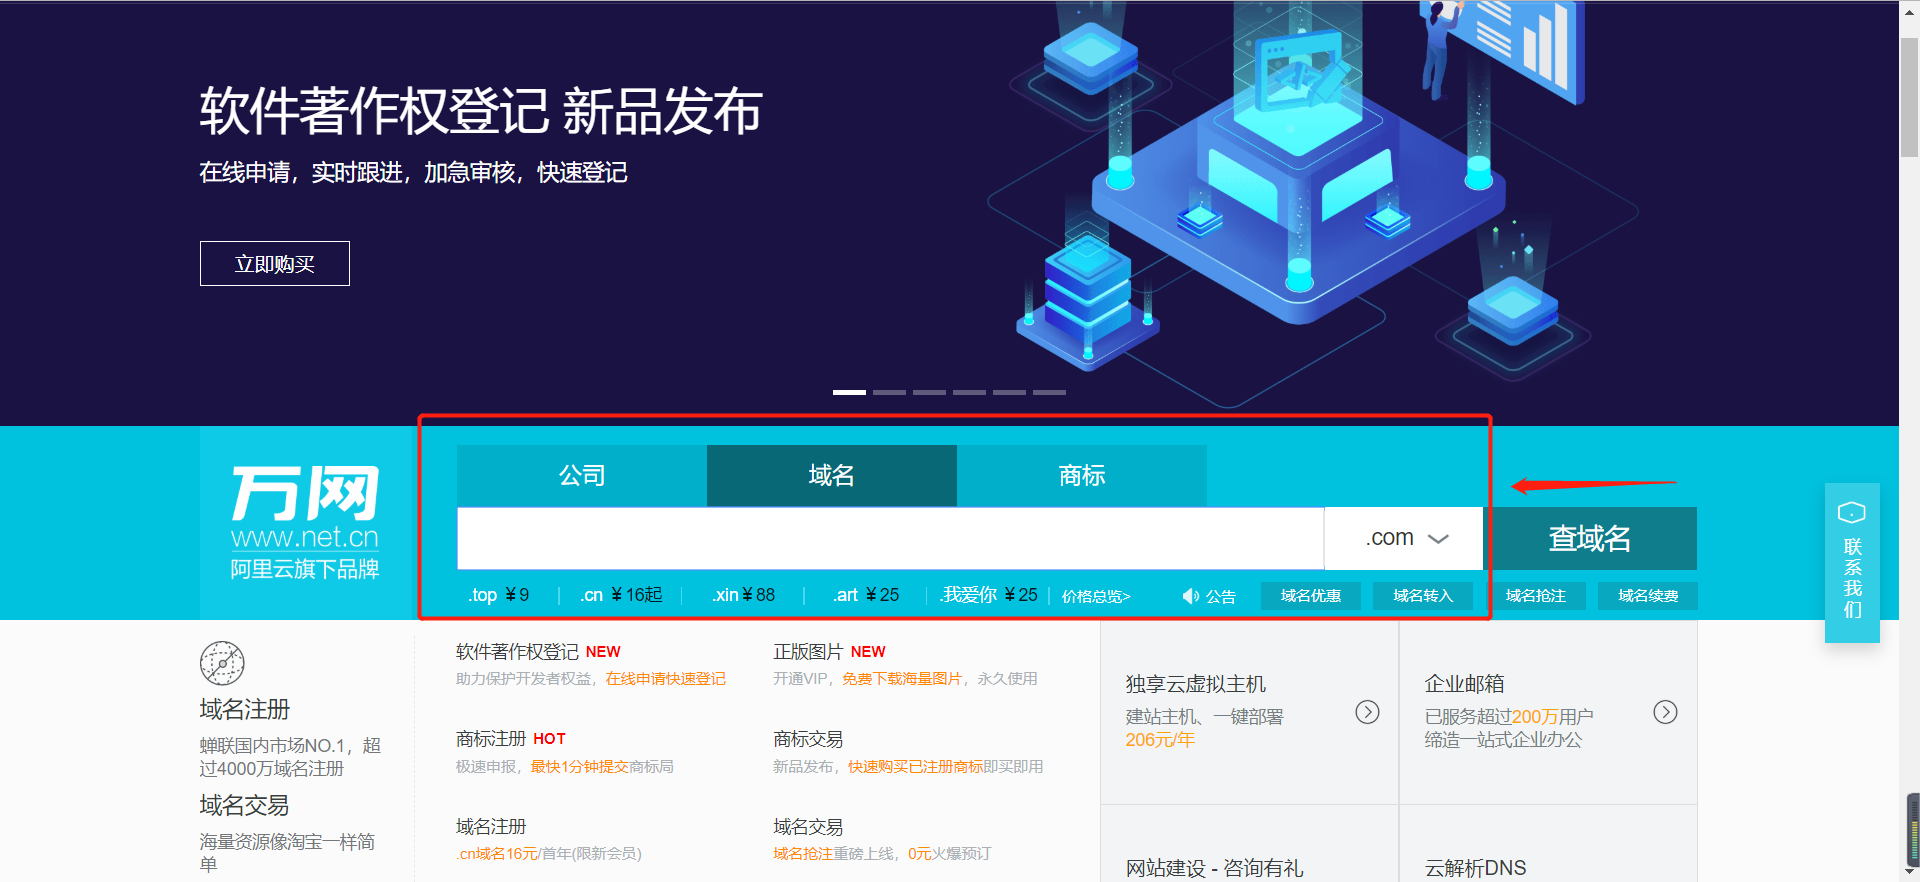 软件著作权登记 新品发布
在线申请，实时跟进，加急审核，快速登记
立即购买
公司 域名 商标
万网
www.net.cn
阿里云旗下品牌
.com
查域名
.top ¥9 .cn ¥16起 .xin¥88 .art ¥25 .我爱你 ¥25 价格总览> 公告 域名优惠 域名转入 域名抢注 域名续费
联系我们
域名注册
蝉联国内市场NO.1，超
过4000万域名注册
域名交易
海量资源像淘宝一样简
单
软件著作权登记 NEW
助力保护开发者权益，在线申请快速登记
正版图片 NEW
开通VIP，免费下载海量图片，永久使用
商标注册 HOT
极速申报，最快1分钟提交商标局
商标交易
新品发布，快速购买已注册商标即买即用
域名注册
.cn域名16元/首年(限新会员)
域名交易
域名抢注重磅上线，0元火爆预订
独享云虚拟主机
建站主机、一键部署
206元/年
企业邮箱
已服务超过200万用户
缔造一站式企业办公
网站建设 - 咨询有礼
云解析DNS